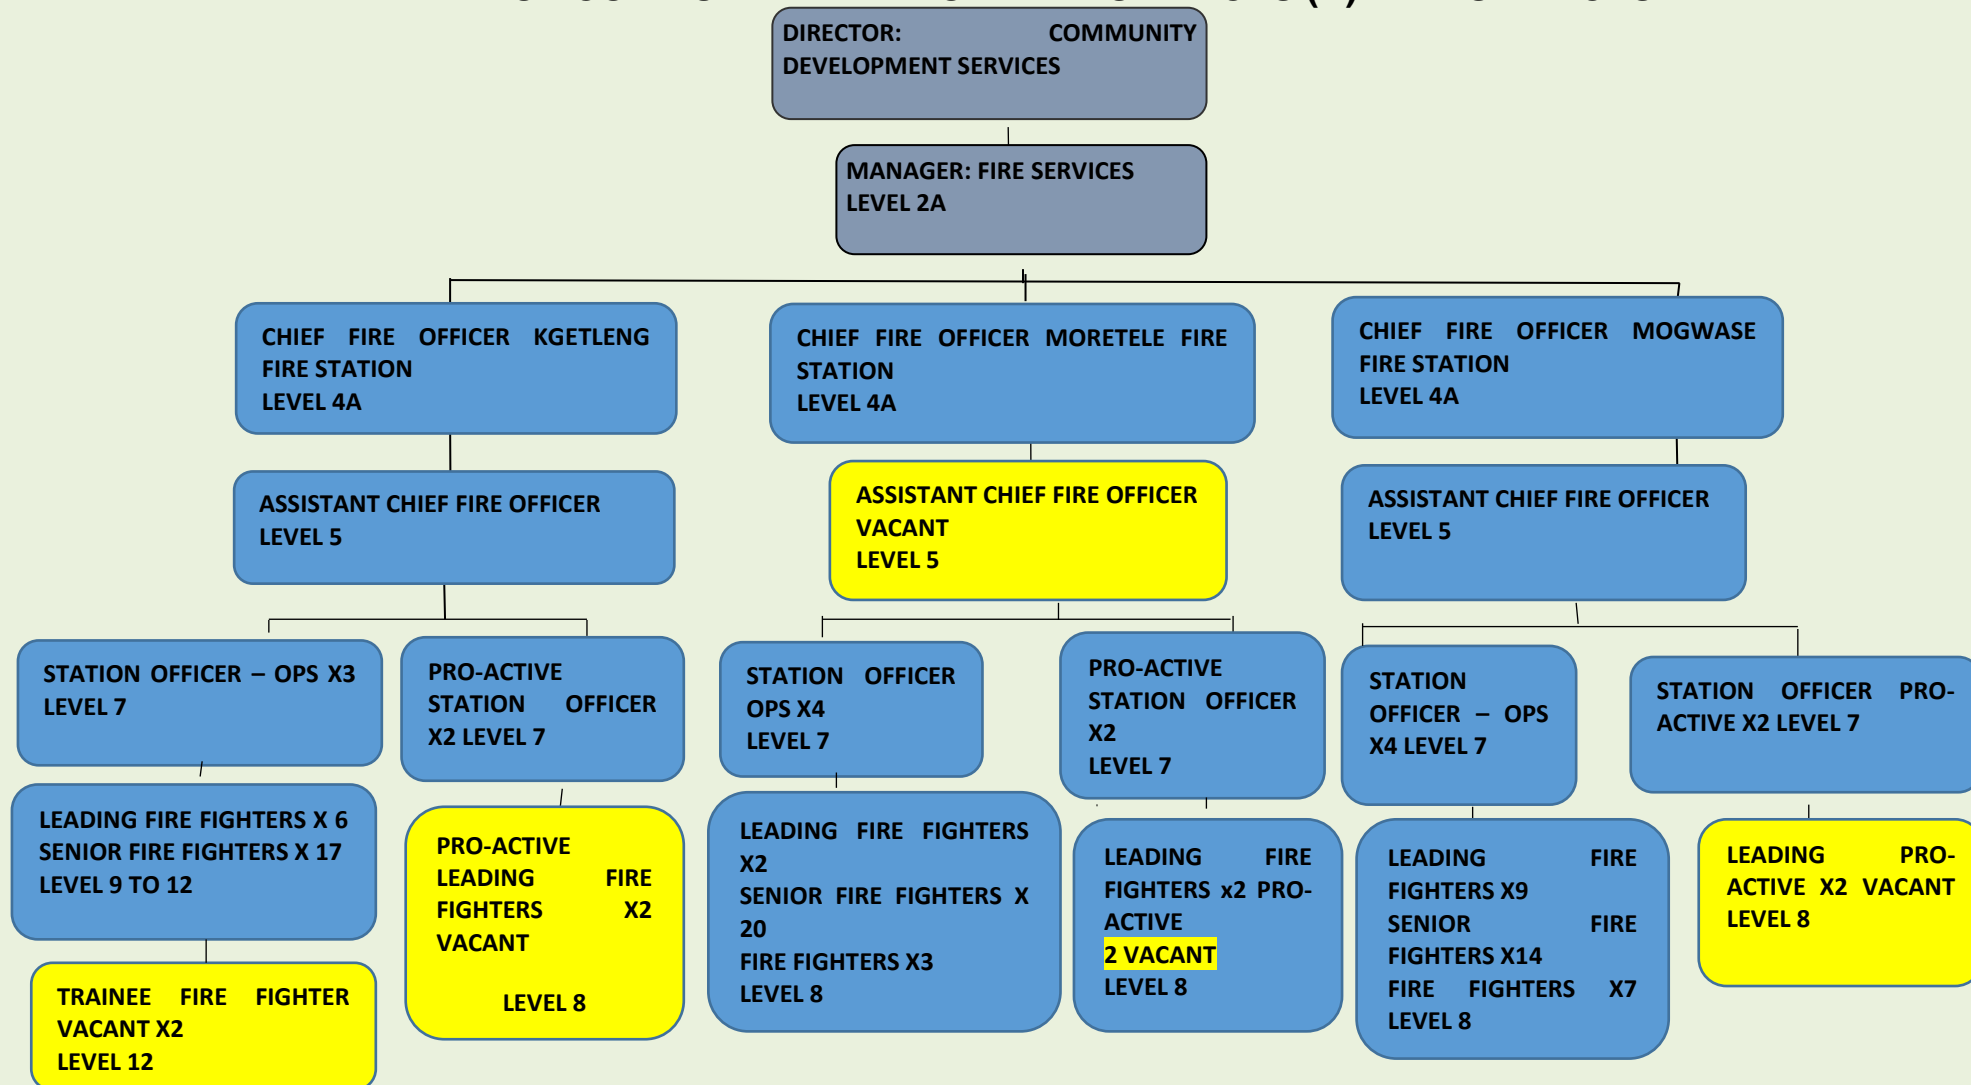 DIRECTOR: COMMUNITY
DEVELOPMENT SERVICES
MANAGER: FIRE SERVICES
LEVEL 2A
CHIEF FIRE OFFICER KGETLENG
FIRE STATION
LEVEL 4A
CHIEF FIRE OFFICER MORETELE FIRE
STATION
LEVEL 4A
CHIEF FIRE OFFICER MOGWASE
FIRE STATION
LEVEL 4A
ASSISTANT CHIEF FIRE OFFICER
LEVEL 5
ASSISTANT CHIEF FIRE OFFICER
VACANT
LEVEL 5
ASSISTANT CHIEF FIRE OFFICER
LEVEL 5
STATION OFFICER – OPS X3
LEVEL 7
PRO-ACTIVE
STATION OFFICER
X2 LEVEL 7
STATION OFFICER
OPS X4
LEVEL 7
PRO-ACTIVE
STATION OFFICER
X2
LEVEL 7
STATION
OFFICER – OPS
X4 LEVEL 7
STATION OFFICER PRO-
ACTIVE X2 LEVEL 7
LEADING FIRE FIGHTERS X 6
SENIOR FIRE FIGHTERS X 17
LEVEL 9 TO 12
PRO-ACTIVE
LEADING FIRE
FIGHTERS X2
VACANT
LEVEL 8
LEADING FIRE FIGHTERS
X2
SENIOR FIRE FIGHTERS X
20
FIRE FIGHTERS X3
LEVEL 8
LEADING FIRE
FIGHTERS x2 PRO-
ACTIVE
2 VACANT
LEVEL 8
LEADING FIRE
FIGHTERS X9
SENIOR FIRE
FIGHTERS X14
FIRE FIGHTERS X7
LEVEL 8
LEADING PRO-
ACTIVE X2 VACANT
LEVEL 8
TRAINEE FIRE FIGHTER
VACANT X2
LEVEL 12